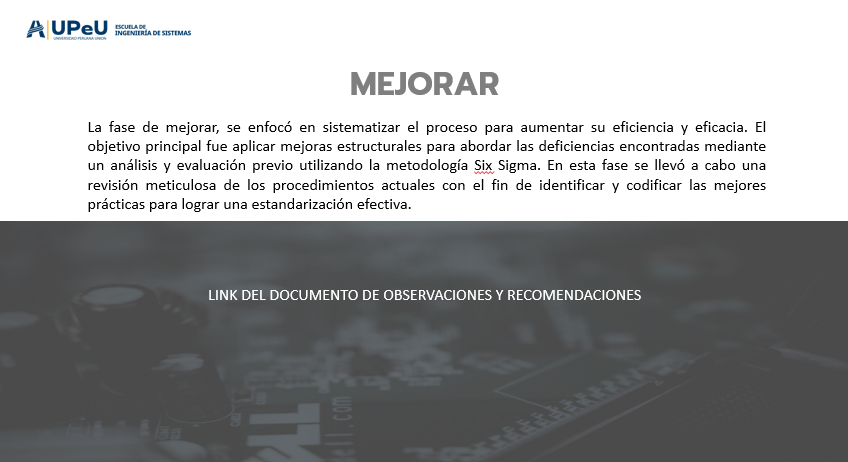 UPeU
UNIVERSIDAD PERUANA UNIÓN
ESCUELA DE
INGENIERÍA DE SISTEMAS
MEJORAR
La fase de mejorar, se enfocó en sistematizar el proceso para aumentar su eficiencia y eficacia. El
objetivo principal fue aplicar mejoras estructurales para abordar las deficiencias encontradas mediante
un análisis y evaluación previo utilizando la metodología Six Sigma. En esta fase se llevó a cabo una
revisión meticulosa de los procedimientos actuales con el fin de identificar y codificar las mejores
prácticas para lograr una estandarización efectiva.
LINK DEL DOCUMENTO DE OBSERVACIONES Y RECOMENDACIONES